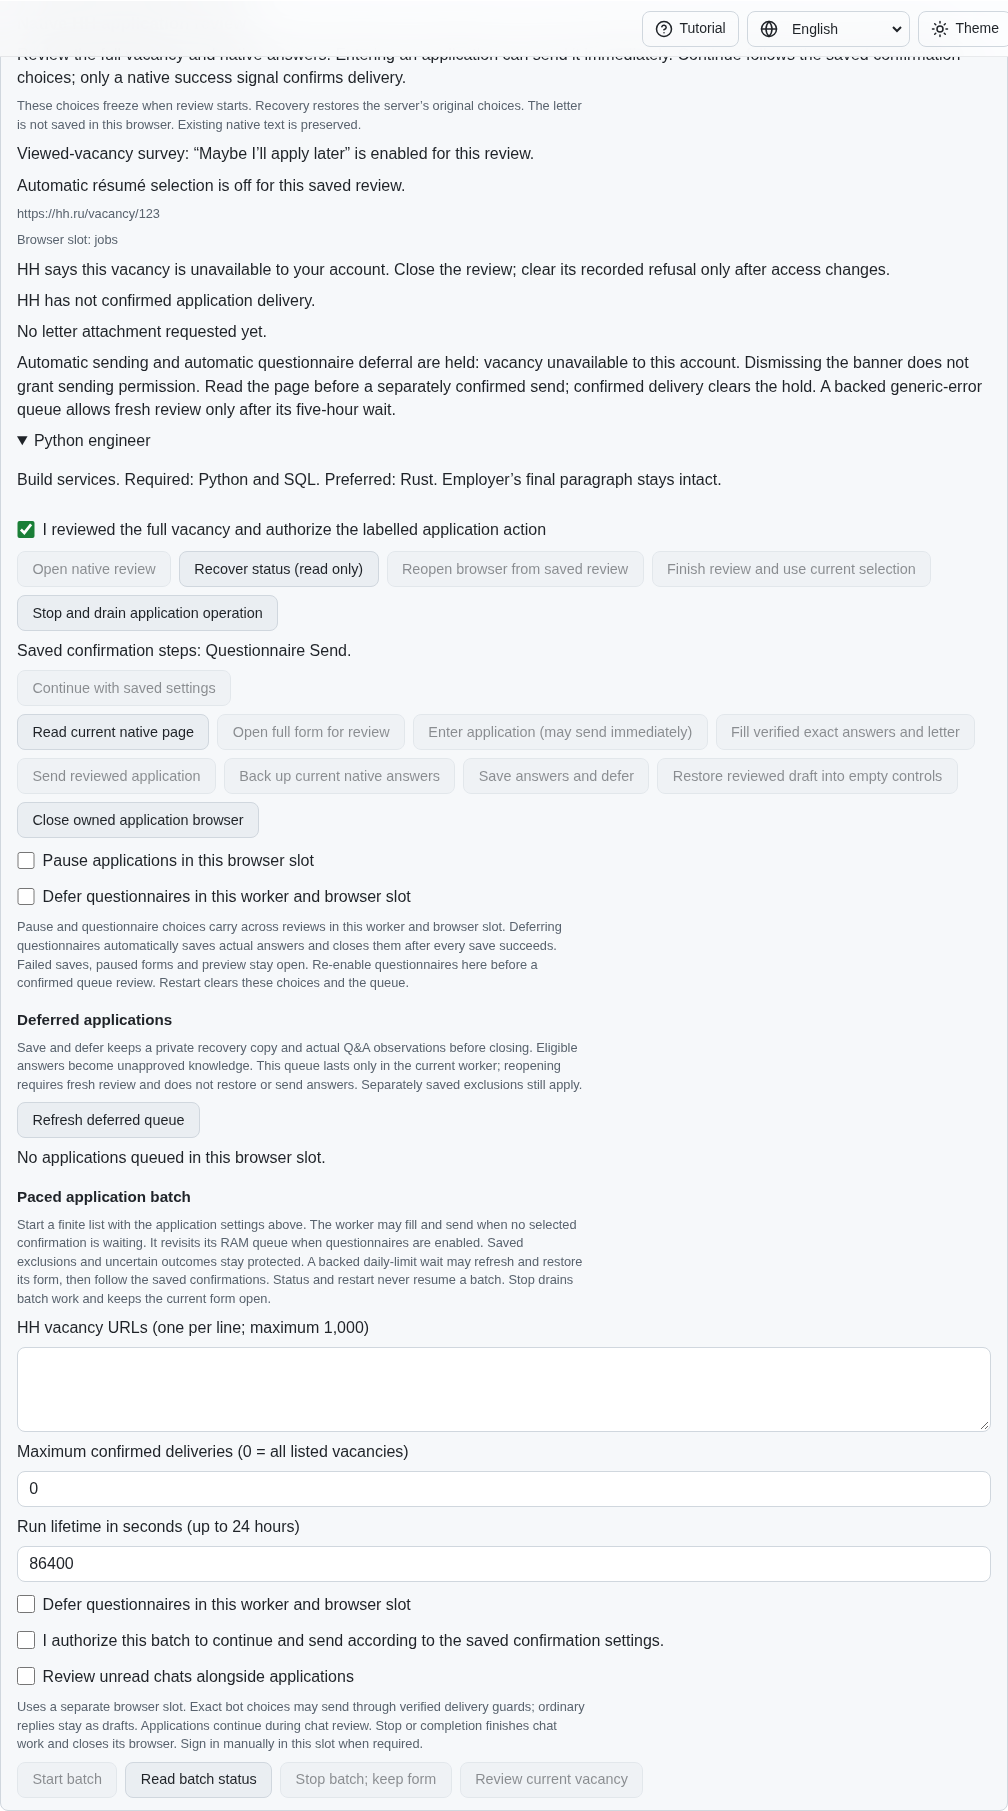 Tutorial
English
Theme
Review the full vacancy and native answers. Entering an application can send it immediately. Continue follows the saved confirmation
choices; only a native success signal confirms delivery.
These choices freeze when review starts. Recovery restores the server’s original choices. The letter
is not saved in this browser. Existing native text is preserved.
Viewed-vacancy survey: “Maybe I’ll apply later” is enabled for this review.
Automatic résumé selection is off for this saved review.
https://hh.ru/vacancy/123
Browser slot: jobs
HH says this vacancy is unavailable to your account. Close the review; clear its recorded refusal only after access changes.
HH has not confirmed application delivery.
No letter attachment requested yet.
Automatic sending and automatic questionnaire deferral are held: vacancy unavailable to this account. Dismissing the banner does not
grant sending permission. Read the page before a separately confirmed send; confirmed delivery clears the hold. A backed generic-error
queue allows fresh review only after its five-hour wait.
Python engineer
Build services. Required: Python and SQL. Preferred: Rust. Employer’s final paragraph stays intact.
I reviewed the full vacancy and authorize the labelled application action
Open native review
Recover status (read only)
Reopen browser from saved review
Finish review and use current selection
Stop and drain application operation
Saved confirmation steps: Questionnaire Send.
Continue with saved settings
Read current native page
Open full form for review
Enter application (may send immediately)
Fill verified exact answers and letter
Send reviewed application
Back up current native answers
Save answers and defer
Restore reviewed draft into empty controls
Close owned application browser
Pause applications in this browser slot
Defer questionnaires in this worker and browser slot
Pause and questionnaire choices carry across reviews in this worker and browser slot. Deferring
questionnaires automatically saves actual answers and closes them after every save succeeds.
Failed saves, paused forms and preview stay open. Re-enable questionnaires here before a
confirmed queue review. Restart clears these choices and the queue.
Deferred applications
Save and defer keeps a private recovery copy and actual Q&A observations before closing. Eligible
answers become unapproved knowledge. This queue lasts only in the current worker; reopening
requires fresh review and does not restore or send answers. Separately saved exclusions still apply.
Refresh deferred queue
No applications queued in this browser slot.
Paced application batch
Start a finite list with the application settings above. The worker may fill and send when no selected
confirmation is waiting. It revisits its RAM queue when questionnaires are enabled. Saved
exclusions and uncertain outcomes stay protected. A backed daily-limit wait may refresh and restore
its form, then follow the saved confirmations. Status and restart never resume a batch. Stop drains
batch work and keeps the current form open.
HH vacancy URLs (one per line; maximum 1,000)
Maximum confirmed deliveries (0 = all listed vacancies)
0
Run lifetime in seconds (up to 24 hours)
86400
Defer questionnaires in this worker and browser slot
I authorize this batch to continue and send according to the saved confirmation settings.
Review unread chats alongside applications
Uses a separate browser slot. Exact bot choices may send through verified delivery guards; ordinary
replies stay as drafts. Applications continue during chat review. Stop or completion finishes chat
work and closes its browser. Sign in manually in this slot when required.
Start batch
Read batch status
Stop batch; keep form
Review current vacancy